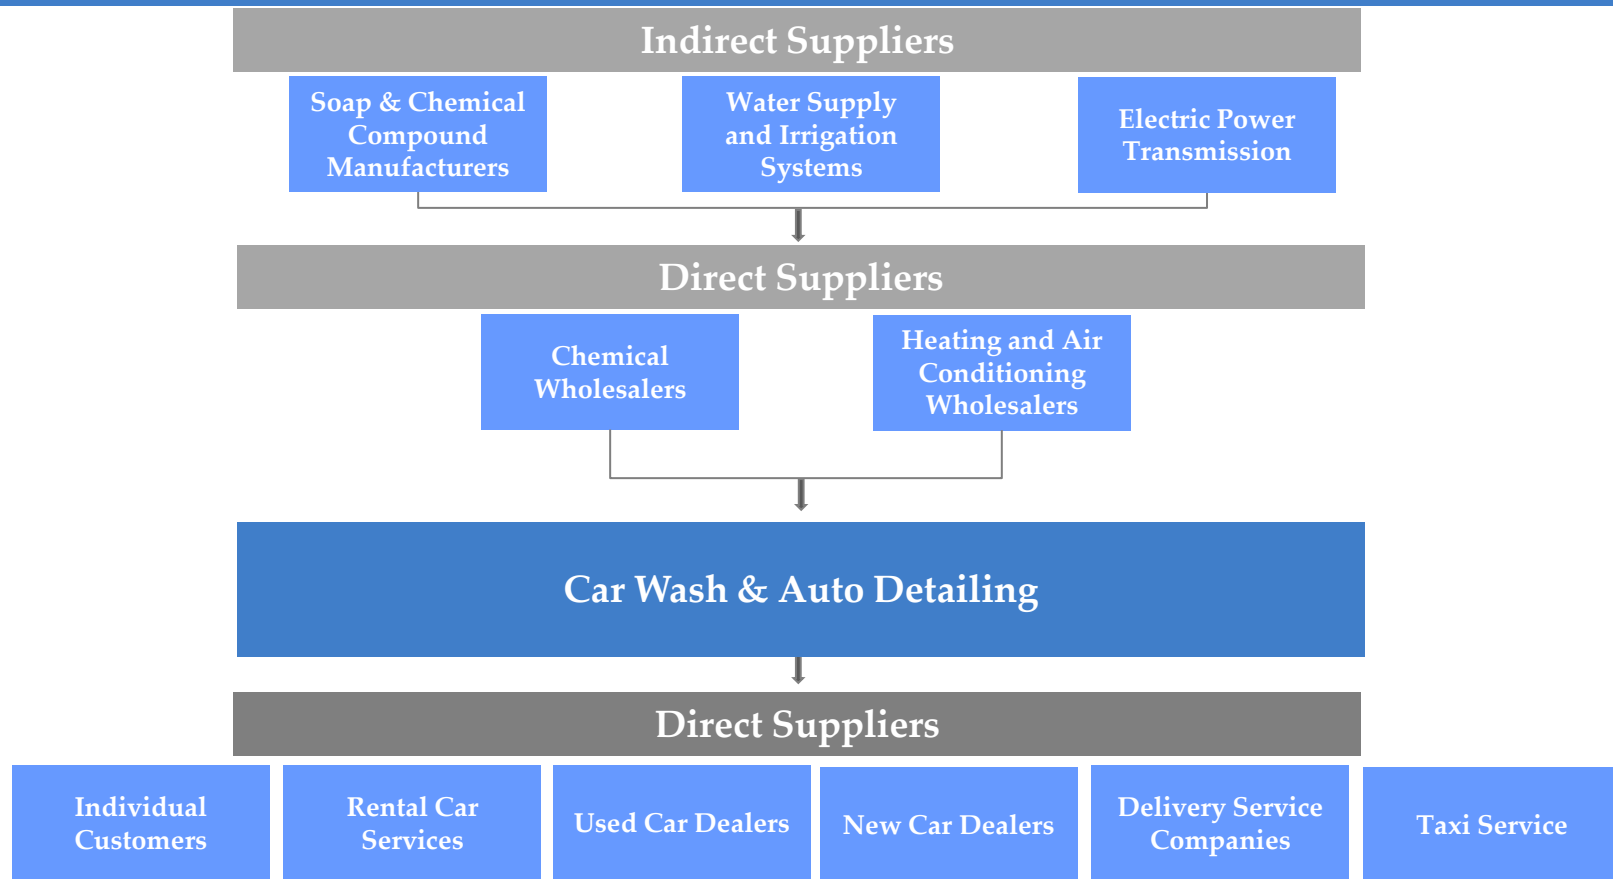 Indirect Suppliers
Soap & Chemical
Compound
Manufacturers
Water Supply
and Irrigation
Systems
Electric Power
Transmission
Direct Suppliers
Chemical
Wholesalers
Heating and Air
Conditioning
Wholesalers
Car Wash & Auto Detailing
Direct Suppliers
Individual
Customers
Rental Car
Services
Used Car Dealers
New Car Dealers
Delivery Service
Companies
Taxi Service